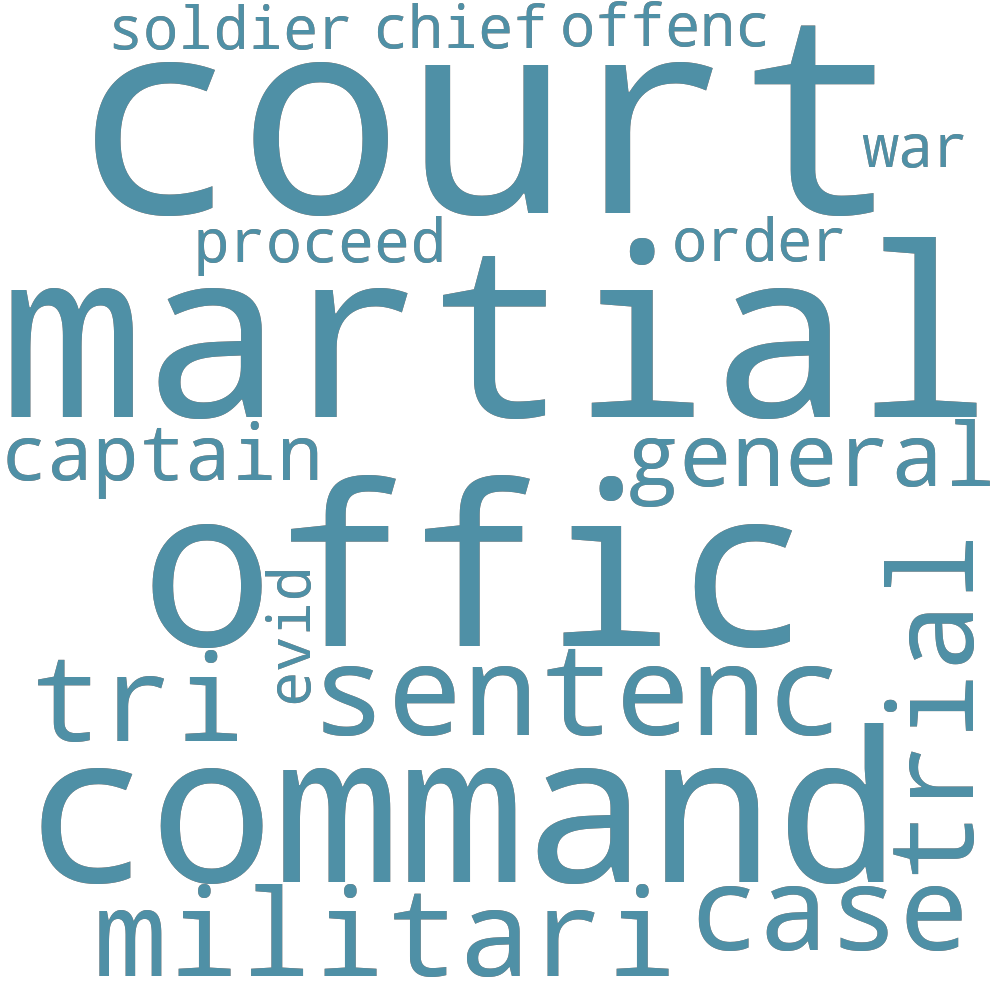 soldier chief offenc
court
war
proceed order
martial
captain general
offic
trial
evid
tri sentenc
command
militari case